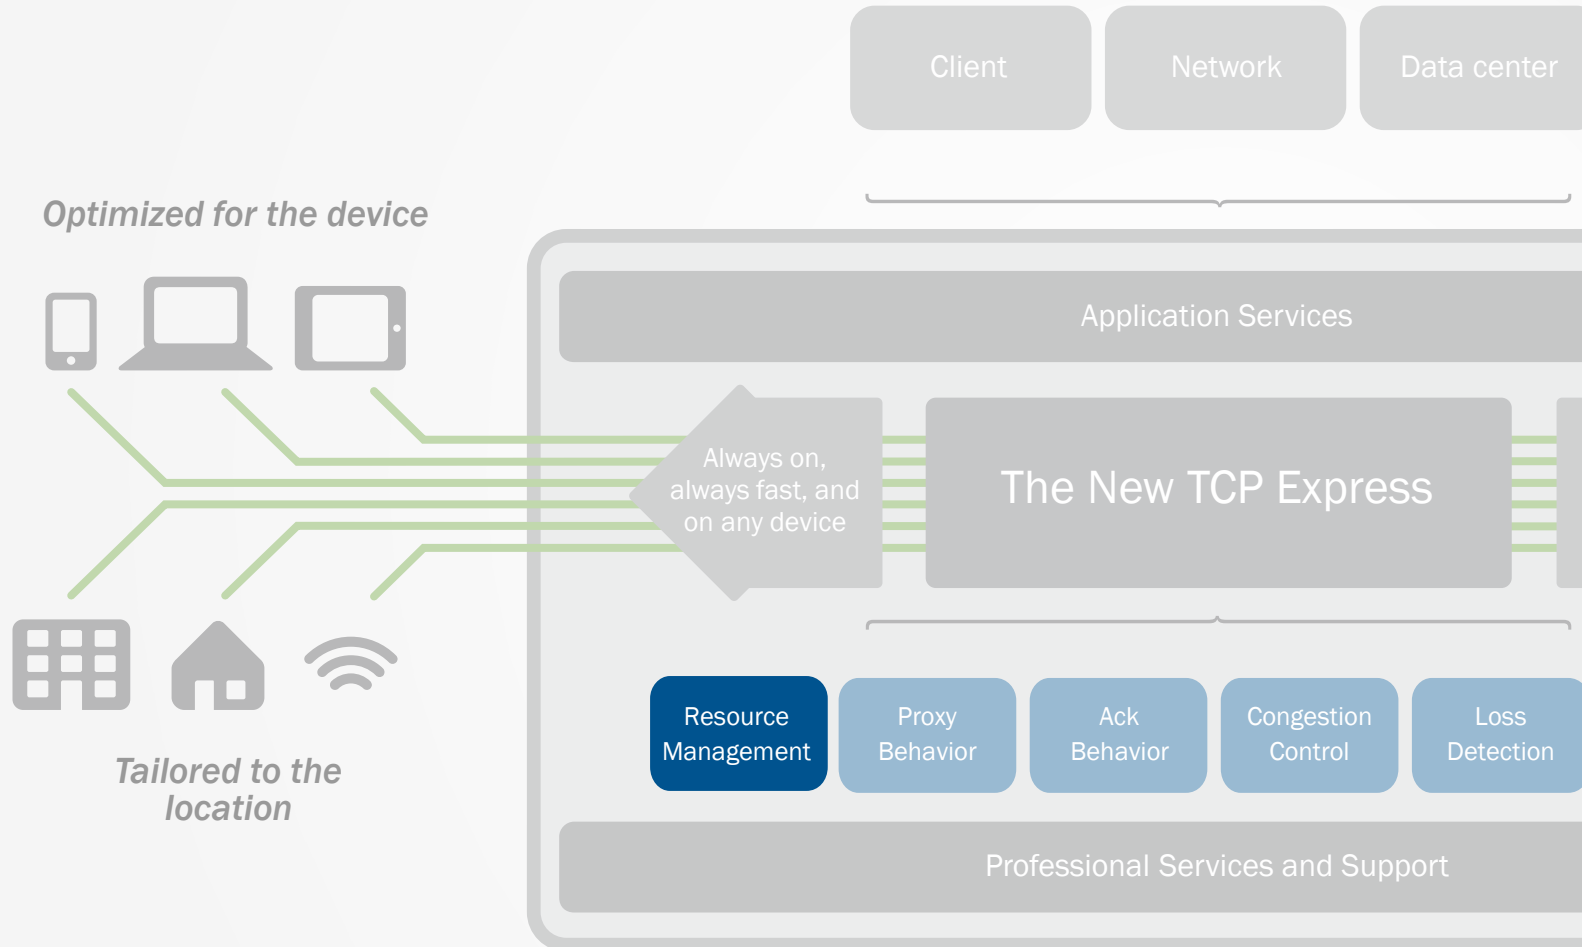 Client
Network
Data center
Optimized for the device
Application Services
Always on,
always fast, and
on any device
The New TCP Express
Resource
Management
Proxy
Behavior
Ack
Behavior
Congestion
Control
Loss
Detection
Tailored to the
location
Professional Services and Support